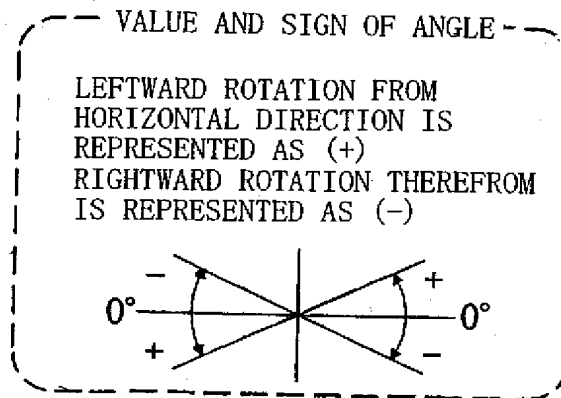 VALUE AND SIGN OF ANGLE
LEFTWARD ROTATION FROM
HORIZONTAL DIRECTION IS
REPRESENTED AS (+)
RIGHTWARD ROTATION THEREFROM
IS REPRESENTED AS (−)
− +
0° 0°
+ −